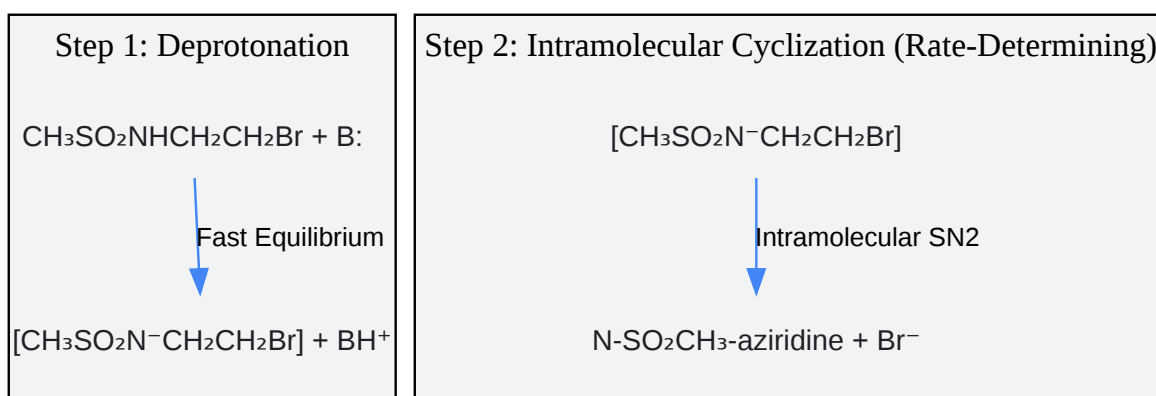 Step 1: Deprotonation
CH₃SO₂NHCH₂CH₂Br + B:
Fast Equilibrium
[CH₃SO₂N⁻CH₂CH₂Br] + BH⁺
Step 2: Intramolecular Cyclization (Rate-Determining)
[CH₃SO₂N⁻CH₂CH₂Br]
Intramolecular SN2
N-SO₂CH₃-aziridine + Br⁻